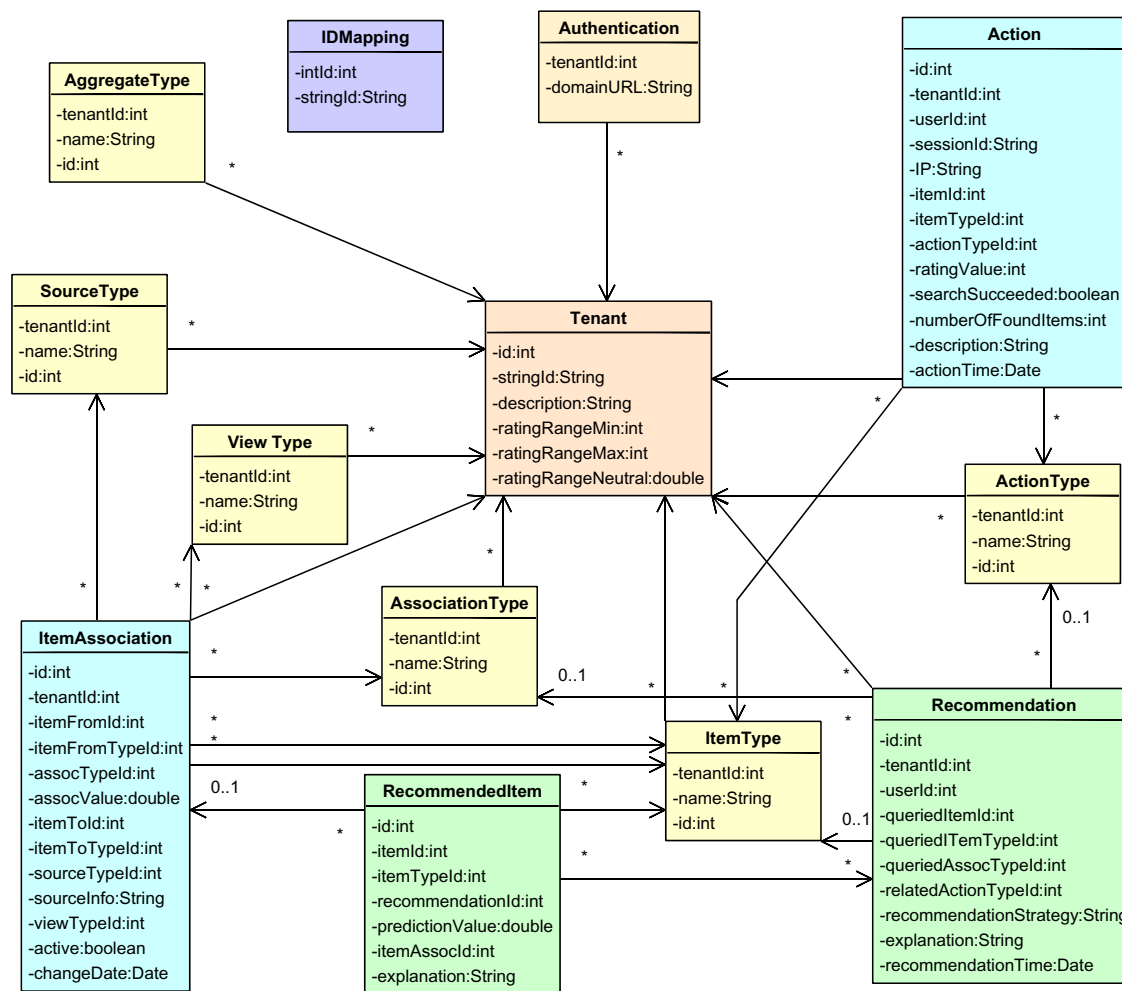 IDMapping
-intId:int
-stringId:String
Authentication
-tenantId:int
-domainURL:String
*
Action
-id:int
-tenantId:int
-userId:int
-sessionId:String
-IP:String
-itemId:int
-itemTypeId:int
-actionTypeId:int
-ratingValue:int
-searchSucceeded:boolean
-numberOfFoundItems:int
-description:String
-actionTime:Date
*
*
AggregateType
-tenantId:int
-name:String
-id:int
*
SourceType
-tenantId:int
-name:String
-id:int
*
Tenant
-id:int
-stringId:String
-description:String
-ratingRangeMin:int
-ratingRangeMax:int
-ratingRangeNeutral:double
View Type
-tenantId:int
-name:String
-id:int
*
ActionType
-tenantId:int
-name:String
-id:int
*
0..1
*
*
*
*
*
AssociationType
-tenantId:int
-name:String
-id:int
0..1
*
*
*
*
ItemAssociation
-id:int
-tenantId:int
-itemFromId:int
-itemFromTypeId:int
-assocTypeId:int
-assocValue:double
-itemToId:int
-itemToTypeId:int
-sourceTypeId:int
-sourceInfo:String
-viewTypeId:int
-active:boolean
-changeDate:Date
*
*
*
0..1
*
ItemType
-tenantId:int
-name:String
-id:int
*
0..1
*
*
RecommendedItem
-id:int
-itemId:int
-itemTypeId:int
-recommendationId:int
-predictionValue:double
-itemAssocId:int
-explanation:String
Recommendation
-id:int
-tenantId:int
-userId:int
-queriedItemId:int
-queriedITemTypeId:int
-queriedAssocTypeId:int
-relatedActionTypeId:int
-recommendationStrategy:String
-explanation:String
-recommendationTime:Date